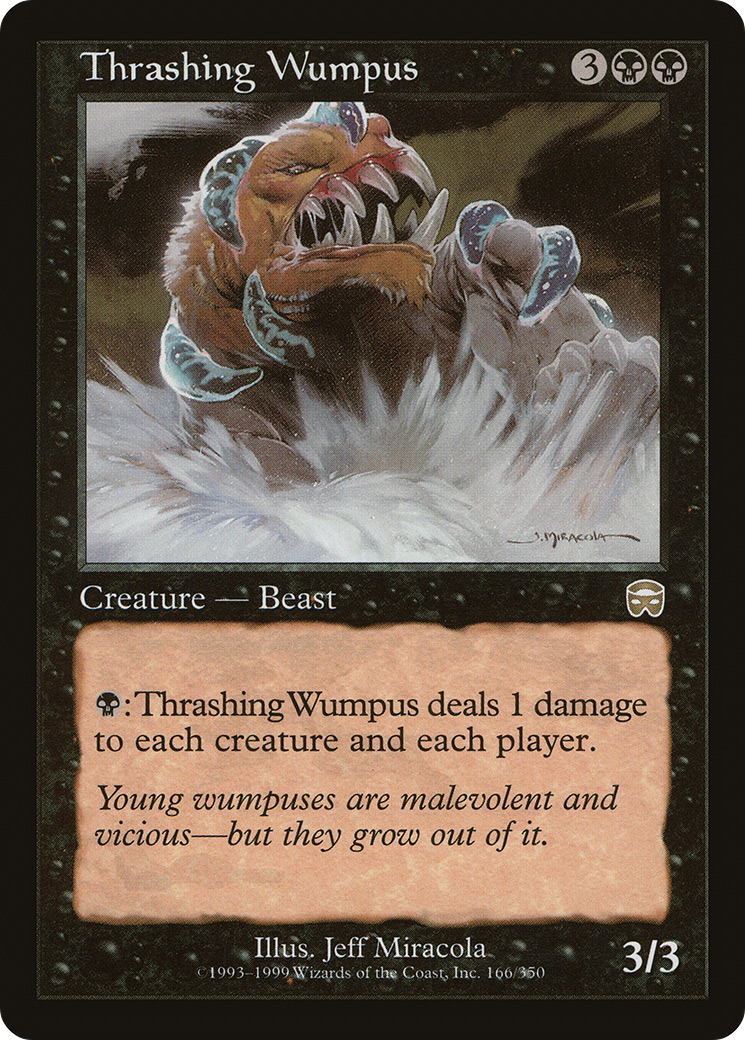 Thrashing Wumpus 3
J. MIRACOLA
Creature — Beast
: Thrashing Wumpus deals 1 damage
to each creature and each player.
Young wumpuses are malevolent and
vicious—but they grow out of it.
Illus. Jeff Miracola
©1993–1999 Wizards of the Coast, Inc. 166/350
3/3